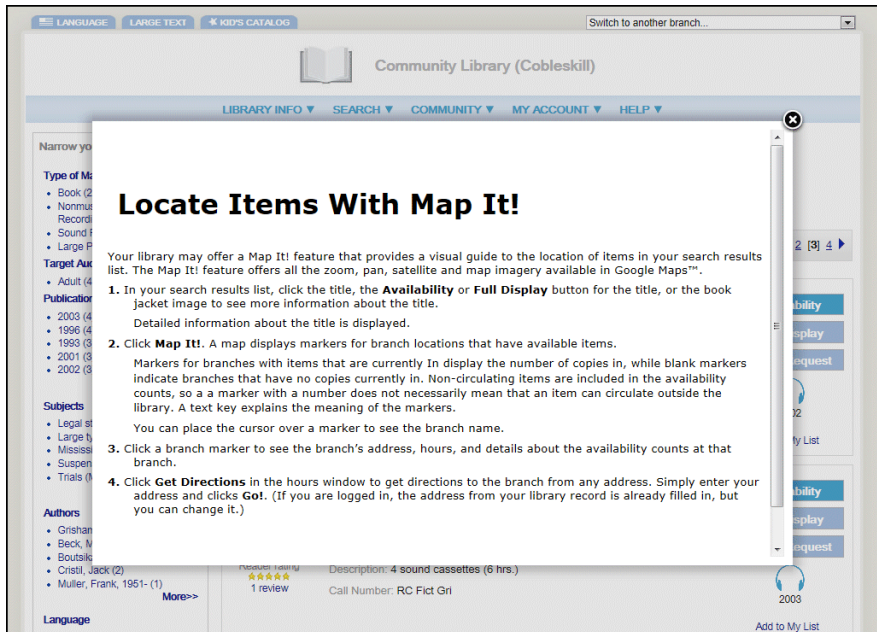 LANGUAGE LARGE TEXT KID'S CATALOG Switch to another branch...
Community Library (Cobleskill)
LIBRARY INFO ▼ SEARCH ▼ COMMUNITY ▼ MY ACCOUNT ▼ HELP ▼
Narrow yo
Type of Ma
Book (2
Nonmus
Recordi
Sound
Large P
Target Aud
Adult (4
Publication
2003 (4
1996 (4
1993 (3
2001 (3
2002 (3
Subjects
Legal st
Large ty
Mississi
Suspen
Trials (
Authors
Grishan
Beck, M
Boutsik
Cristil, Jack (2)
Muller, Frank, 1951- (1)
More>>
Language
Locate Items With Map It!
Your library may offer a Map It! feature that provides a visual guide to the location of items in your search results
list. The Map It! feature offers all the zoom, pan, satellite and map imagery available in Google Maps™.
1. In your search results list, click the title, the Availability or Full Display button for the title, or the book
jacket image to see more information about the title.
Detailed information about the title is displayed.
2. Click Map It!. A map displays markers for branch locations that have available items.
Markers for branches with items that are currently In display the number of copies in, while blank markers
indicate branches that have no copies currently in. Non-circulating items are included in the availability
counts, so a a marker with a number does not necessarily mean that an item can circulate outside the
library. A text key explains the meaning of the markers.
You can place the cursor over a marker to see the branch name.
3. Click a branch marker to see the branch's address, hours, and details about the availability counts at that
branch.
4. Click Get Directions in the hours window to get directions to the branch from any address. Simply enter your
address and clicks Go!. (If you are logged in, the address from your library record is already filled in, but
you can change it.)
2 [3] 4
ability
splay
equest
02
My List
ability
splay
equest
Reader rating
1 review
Description: 4 sound cassettes (6 hrs.)
Call Number: RC Fict Gri
2003
Add to My List